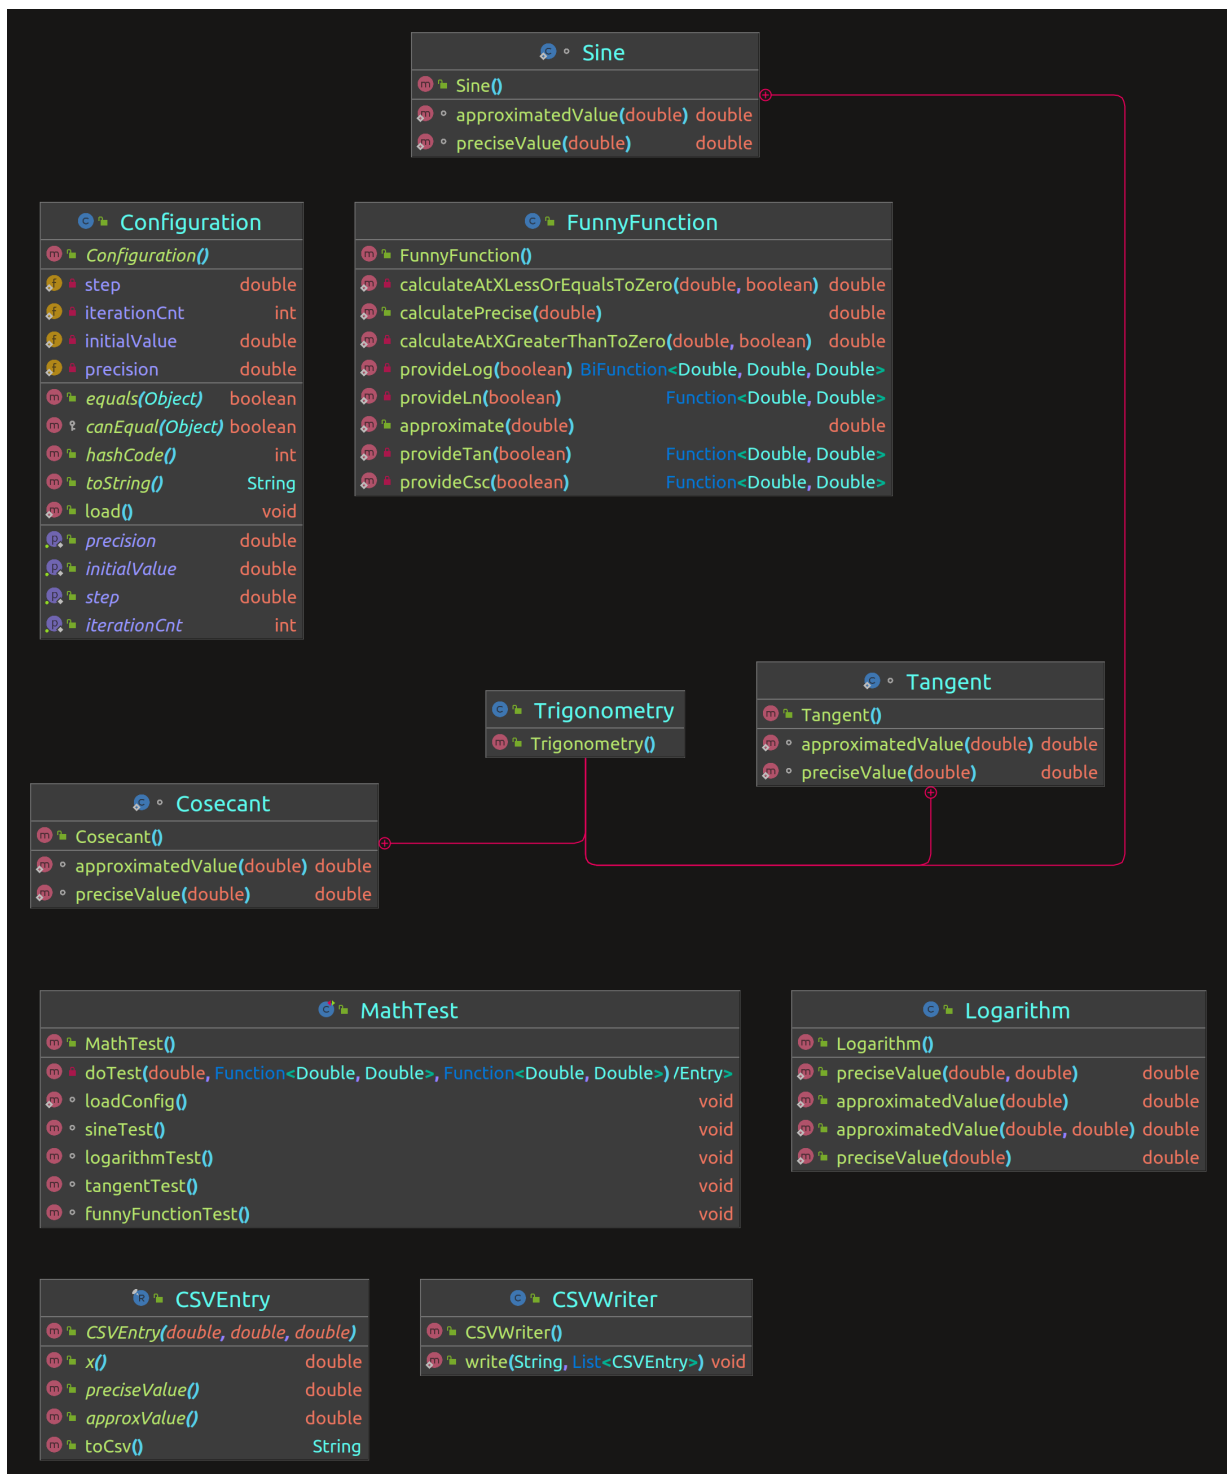 Sine
Sine()
approximatedValue(double) double
preciseValue(double) double
Configuration
Configuration()
step double
iterationCnt int
initialValue double
precision double
equals(Object) boolean
canEqual(Object) boolean
hashCode() int
toString() String
load() void
precision double
initialValue double
step double
iterationCnt int
FunnyFunction
FunnyFunction()
calculateAtXLessOrEqualsToZero(double, boolean) double
calculatePrecise(double) double
calculateAtXGreaterThanToZero(double, boolean) double
provideLog(boolean) BiFunction<Double, Double, Double>
provideLn(boolean) Function<Double, Double>
approximate(double) double
provideTan(boolean) Function<Double, Double>
provideCsc(boolean) Function<Double, Double>
Trigonometry
Trigonometry()
Tangent
Tangent()
approximatedValue(double) double
preciseValue(double) double
Cosecant
Cosecant()
approximatedValue(double) double
preciseValue(double) double
MathTest
MathTest()
doTest(double, Function<Double, Double>, Function<Double, Double>) /Entry>
loadConfig() void
sineTest() void
logarithmTest() void
tangentTest() void
funnyFunctionTest() void
Logarithm
Logarithm()
preciseValue(double, double) double
approximatedValue(double) double
approximatedValue(double, double) double
preciseValue(double) double
CSVEntry
CSVEntry(double, double, double)
x() double
preciseValue() double
approxValue() double
toCsv() String
CSVWriter
CSVWriter()
write(String, List<CSVEntry>) void